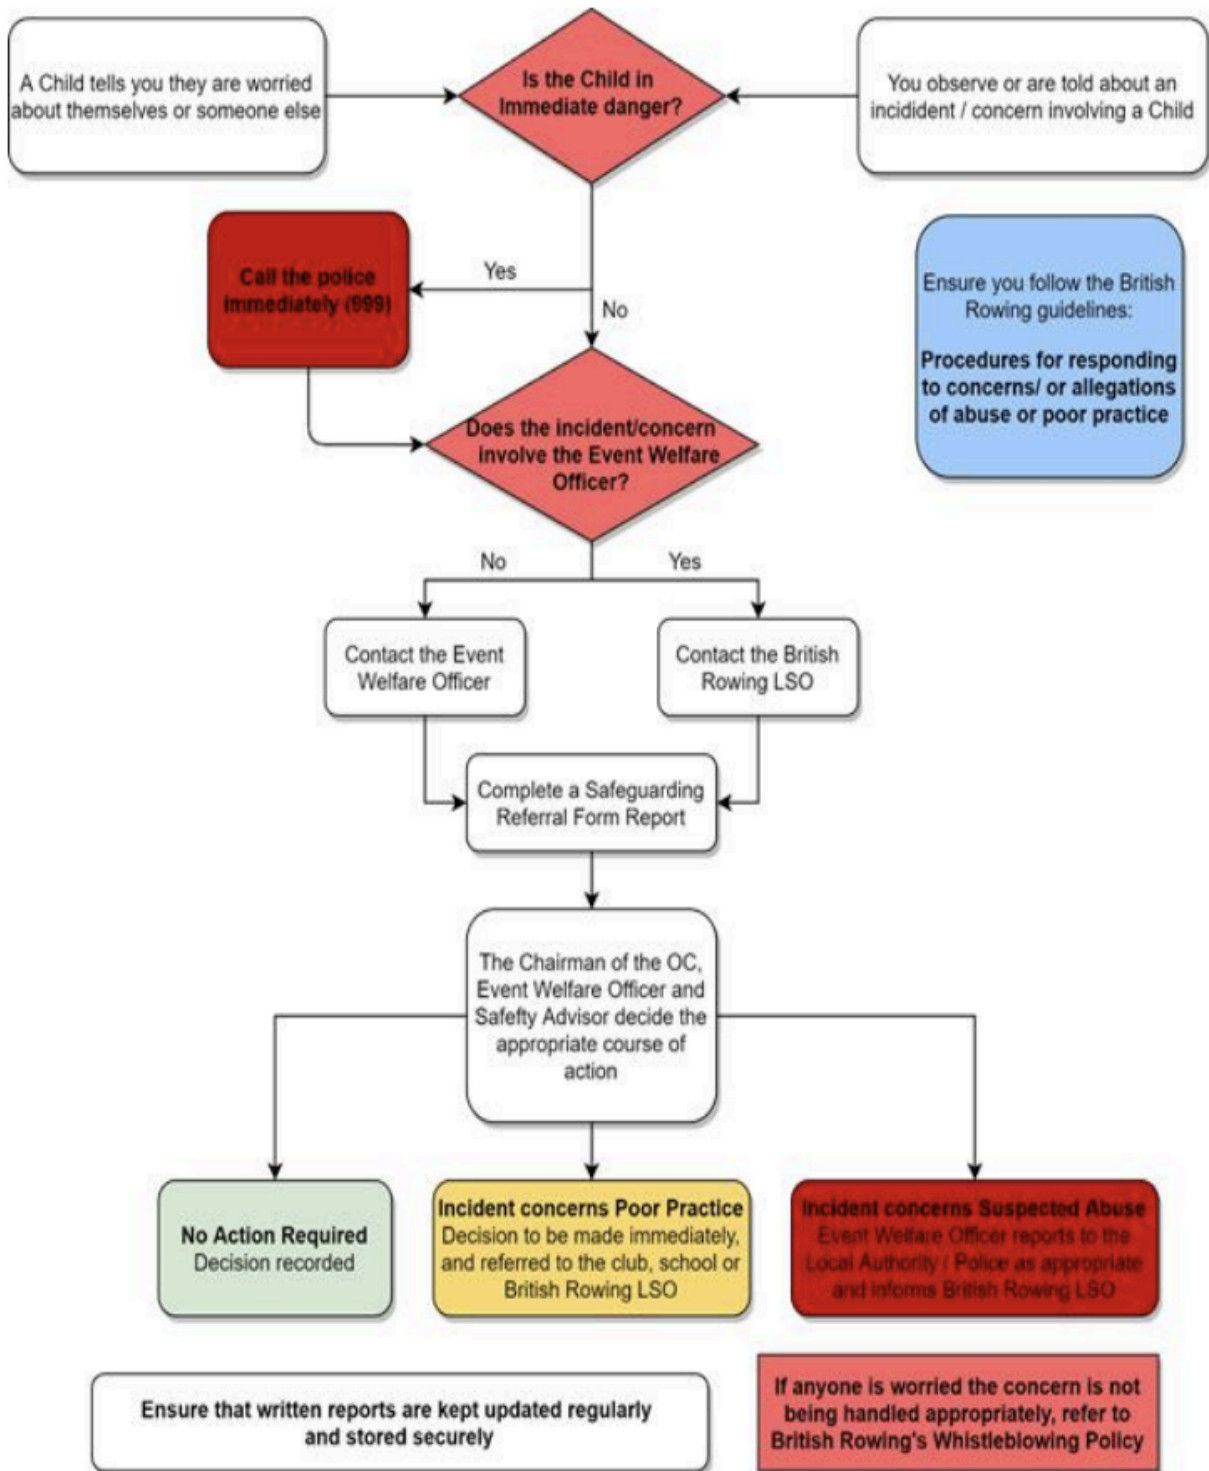 A Child tells you they are worried
about themselves or someone else
Is the Child in
Immediate danger?
You observe or are told about an
incidident / concern involving a Child
Call the police
immediately (999)
Yes
No
Ensure you follow the British
Rowing guidelines:
Procedures for responding
to concerns/ or allegations
of abuse or poor practice
Does the incident/concern
involve the Event Welfare
Officer?
No
Yes
Contact the Event
Welfare Officer
Contact the British
Rowing LSO
Complete a Safeguarding
Referral Form Report
The Chairman of the OC,
Event Welfare Officer and
Safefty Advisor decide the
appropriate course of
action
No Action Required
Decision recorded
Incident concerns Poor Practice
Decision to be made immediately,
and referred to the club, school or
British Rowing LSO
Incident concerns Suspected Abuse
Event Welfare Officer reports to the
Local Authority / Police as appropriate
and informs British Rowing LSO
Ensure that written reports are kept updated regularly
and stored securely
If anyone is worried the concern is not
being handled appropriately, refer to
British Rowing's Whistleblowing Policy